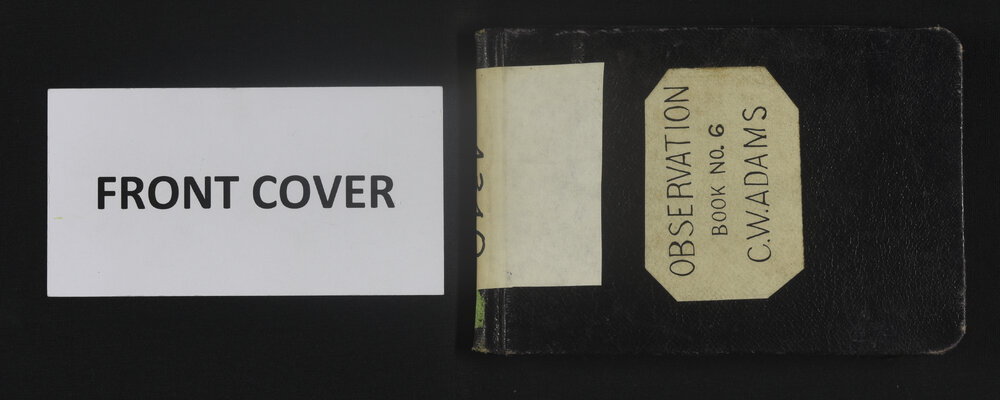 FRONT COVER
OBSERVATION
BOOK No. 6
C.W. ADAMS